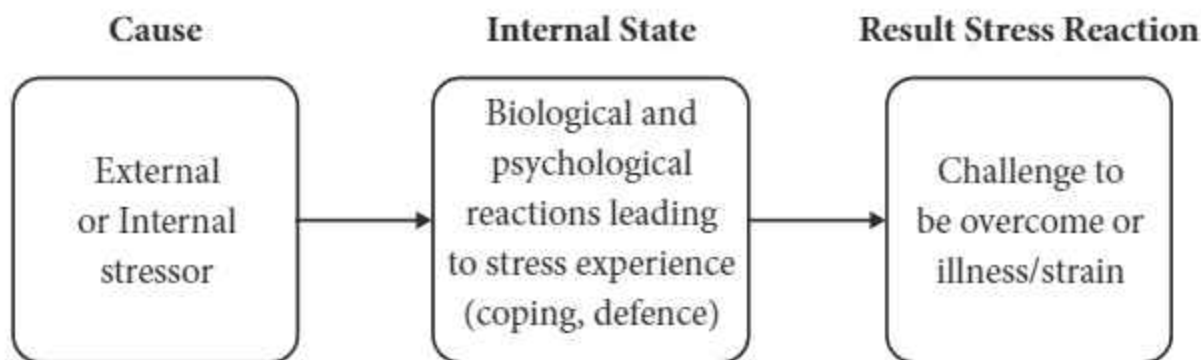 Cause
External
or Internal
stressor
Internal State
Biological and
psychological
reactions leading
to stress experience
(coping, defence)
Result Stress Reaction
Challenge to
be overcome or
illness/strain